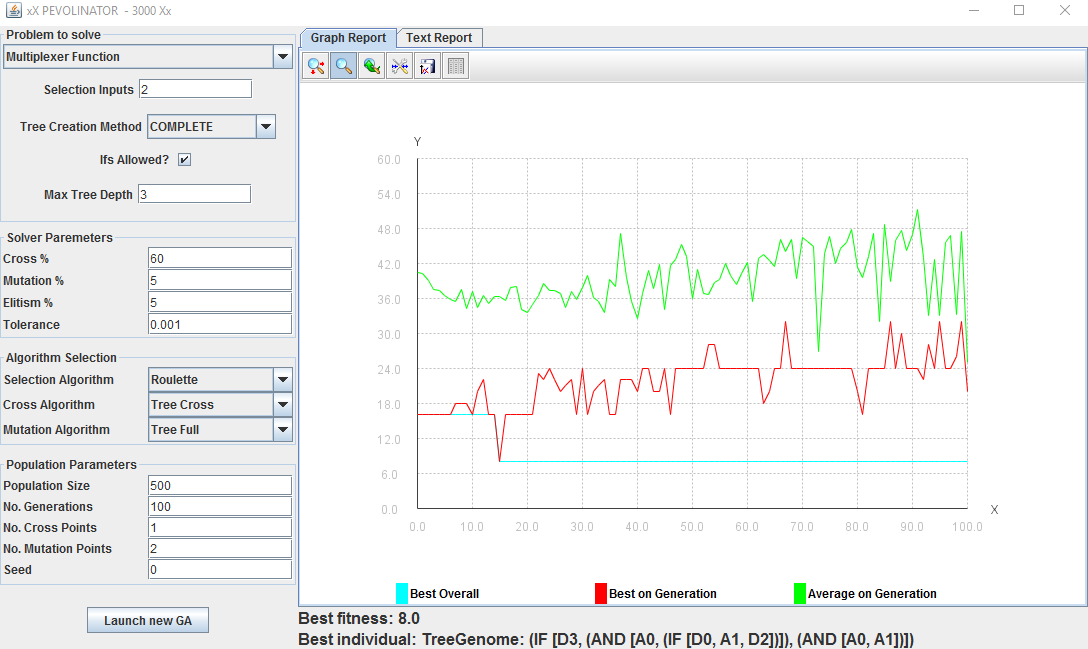 xX PEVOLINATOR - 3000 Xx
Problem to solve
Multiplexer Function
Selection Inputs 2
Tree Creation Method COMPLETE
Ifs Allowed?
Max Tree Depth 3
Solver Paremeters
Cross % 60
Mutation % 5
Elitism % 5
Tolerance 0.001
Algorithm Selection
Selection Algorithm Roulette
Cross Algorithm Tree Cross
Mutation Algorithm Tree Full
Population Parameters
Population Size 500
No. Generations 100
No. Cross Points 1
No. Mutation Points 2
Seed 0
Launch new GA
Graph Report Text Report
Y
60.0
54.0
48.0
42.0
36.0
30.0
24.0
18.0
12.0
6.0
0.0
0.0 10.0 20.0 30.0 40.0 50.0 60.0 70.0 80.0 90.0 100.0
X
Best Overall Best on Generation Average on Generation
Best fitness: 8.0
Best individual: TreeGenome: (IF [D3, (AND [A0, (IF [D0, A1, D2])]), (AND [A0, A1])])